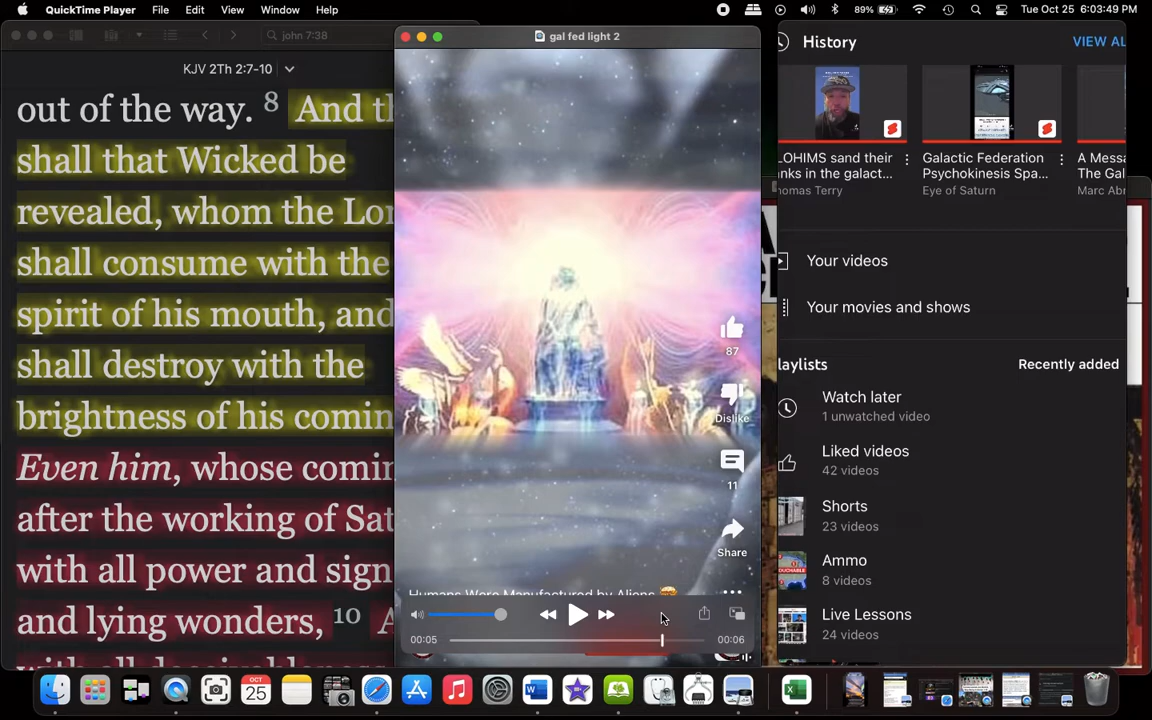 QuickTime Player File Edit View Window Help
89%
Tue Oct 25 6:03:49 PM
john 7:38
KJV 2Th 2:7-10
out of the way. 8 And th
shall that Wicked be
revealed, whom the Lor
shall consume with the
spirit of his mouth, and
shall destroy with the
brightness of his comin
Even him, whose comin
after the working of Sat
with all power and sign
and lying wonders, 10 A
gal fed light 2
87
Dislike
11
Share
Humans Were Manufactured by Aliens
00:05
00:06
History
VIEW AL
LOHIMS sand their
nks in the galact...
homas Terry
Galactic Federation
Psychokinesis Spa...
Eye of Saturn
A Messa
The Gal
Marc Abr
Your videos
Your movies and shows
laylists
Recently added
Watch later
1 unwatched video
Liked videos
42 videos
Shorts
23 videos
Ammo
8 videos
Live Lessons
24 videos
OCT
25